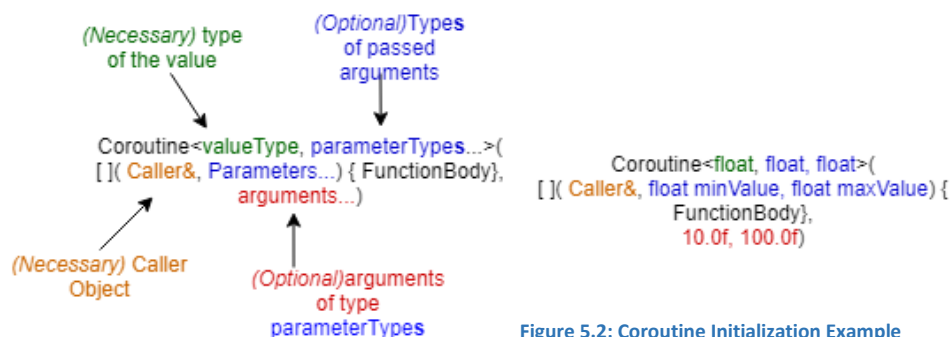 (Necessary) type
of the value
(Optional)Types
of passed
arguments
Coroutine<valueType, parameterTypes...>(
[ ]( Caller&, Parameters...) { FunctionBody},
arguments...)
(Necessary) Caller
Object
(Optional)arguments
of type
parameterTypes
Coroutine<float, float, float>(
[ ]( Caller&, float minValue, float maxValue) {
FunctionBody},
10.0f, 100.0f)
Figure 5.2: Coroutine Initialization Example